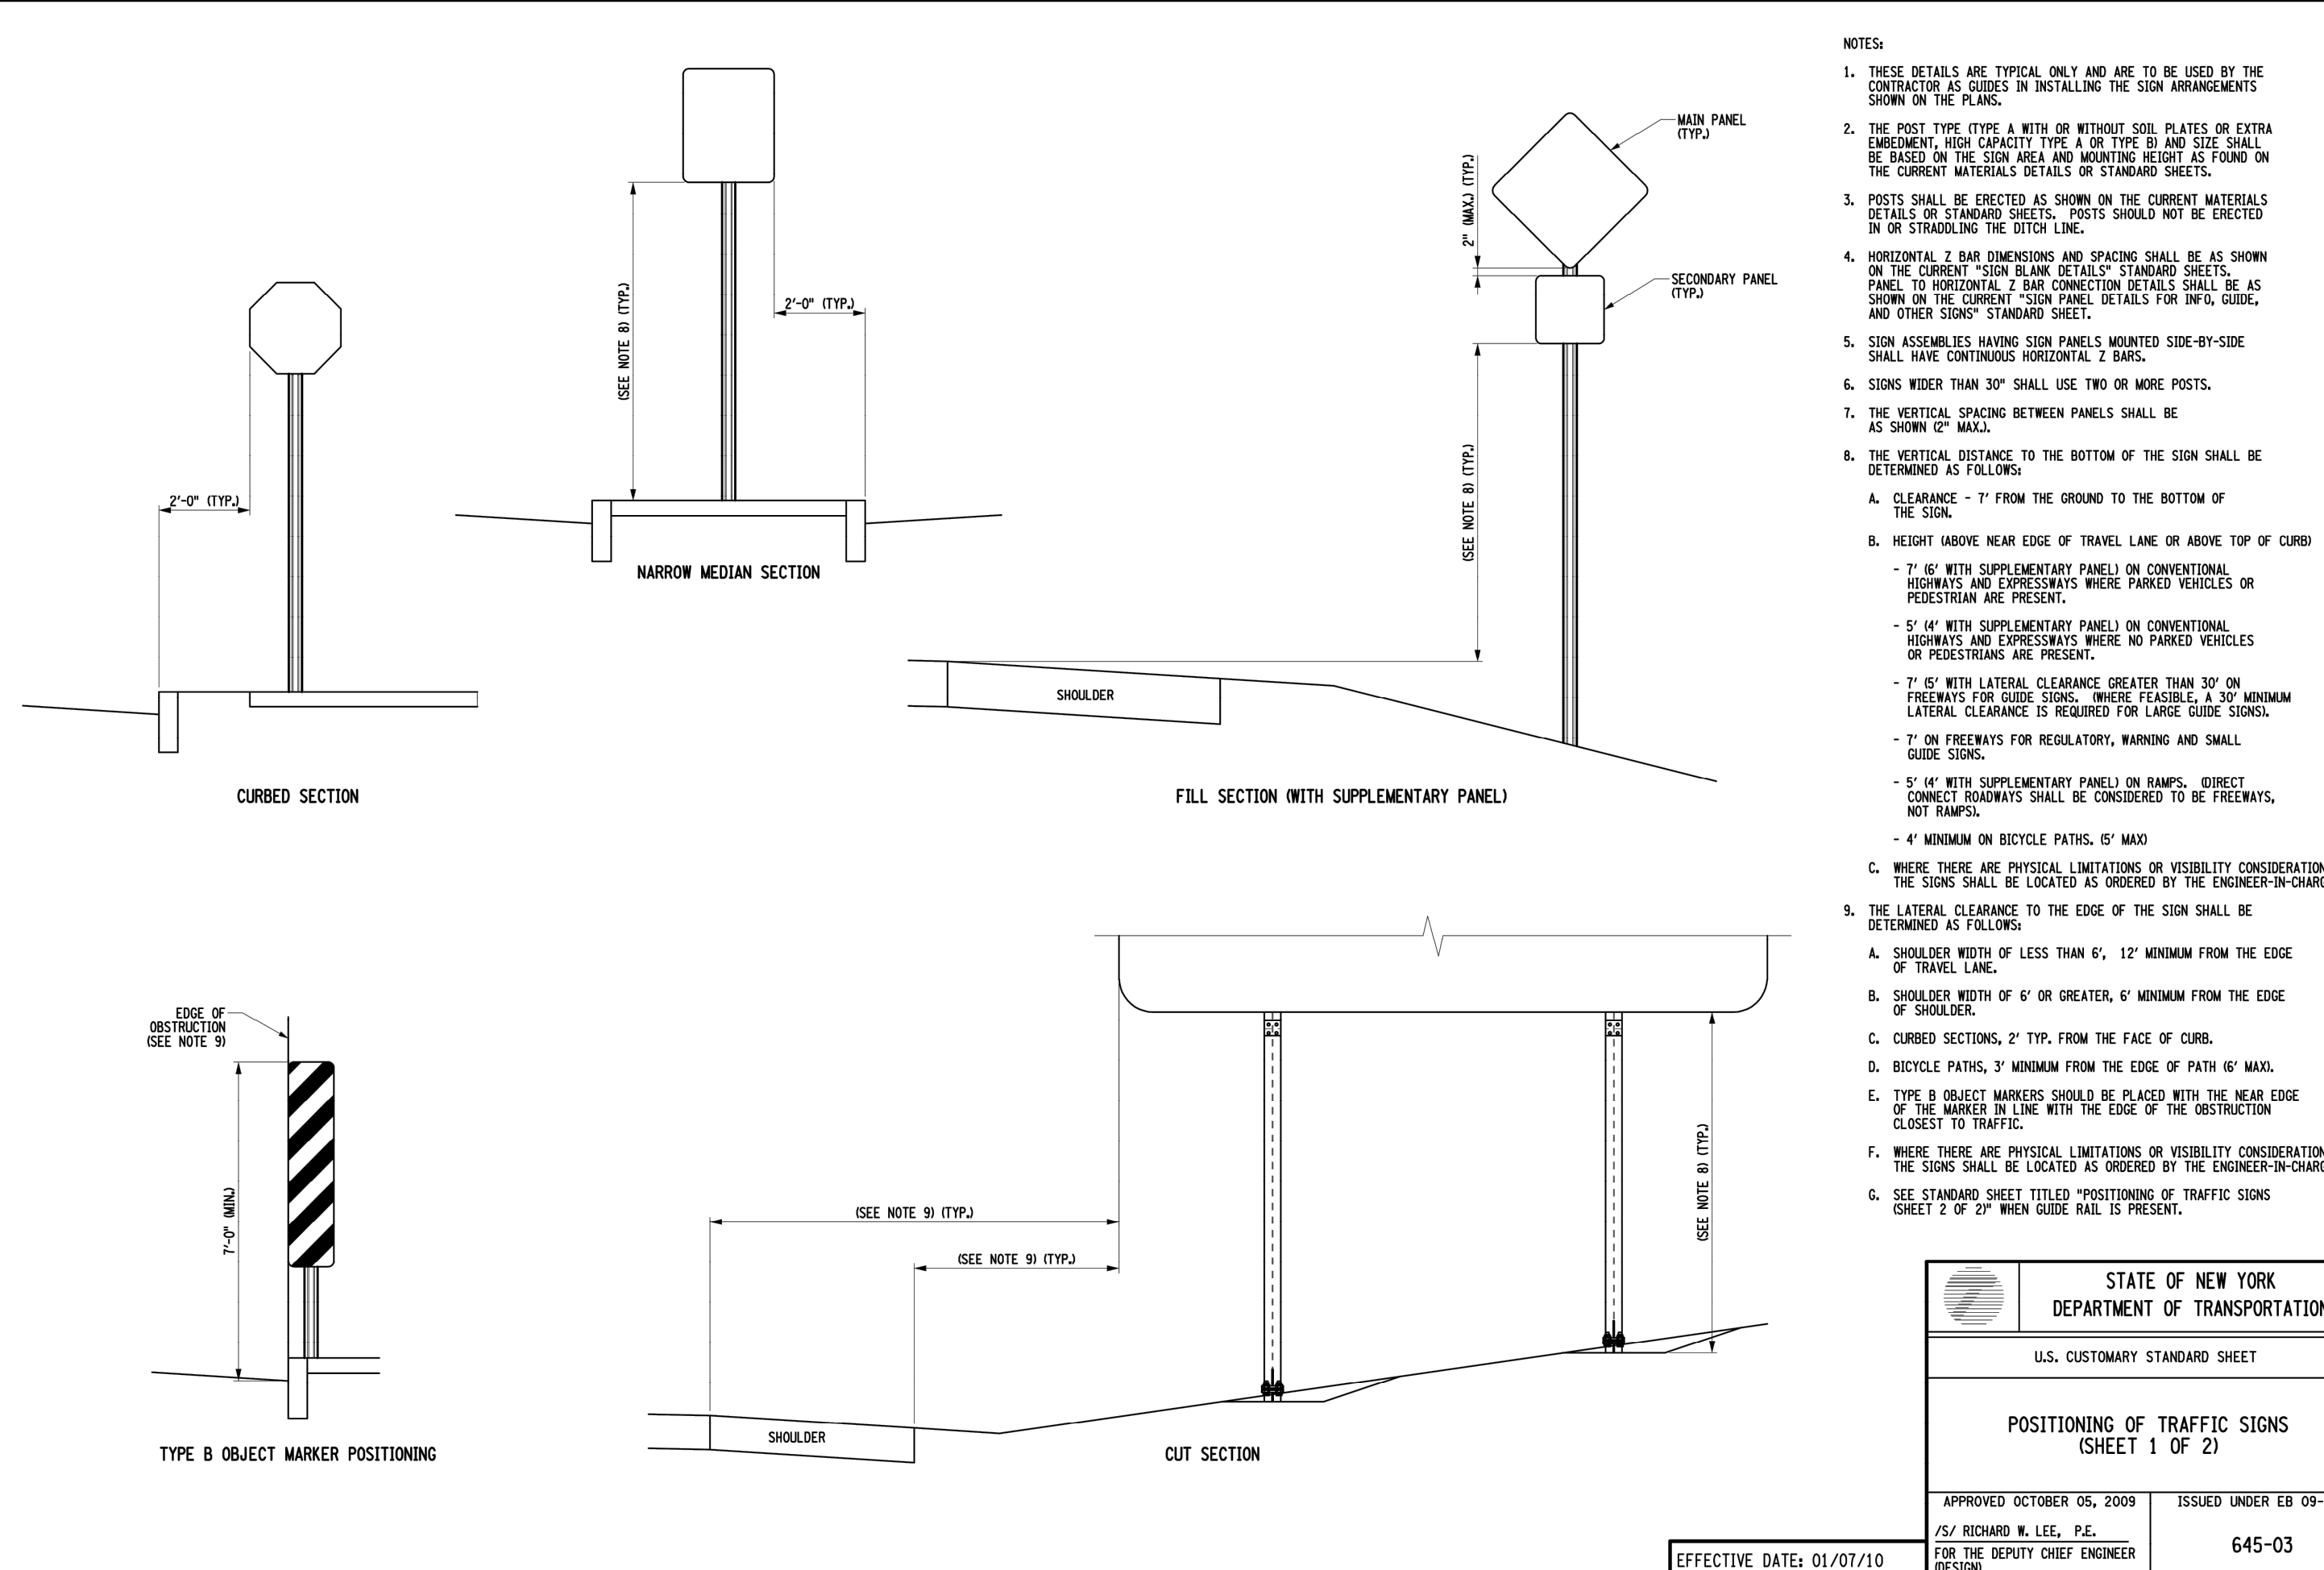 2'-0" (TYP.)
CURBED SECTION
(SEE NOTE 8) (TYP.)
2'-0" (TYP.)
NARROW MEDIAN SECTION
MAIN PANEL
(TYP.)
2" (MAX.) (TYP.)
SECONDARY PANEL
(TYP.)
(SEE NOTE 8) (TYP.)
SHOULDER
FILL SECTION (WITH SUPPLEMENTARY PANEL)
EDGE OF
OBSTRUCTION
(SEE NOTE 9)
7'-0" (MIN.)
TYPE B OBJECT MARKER POSITIONING
(SEE NOTE 9) (TYP.)
(SEE NOTE 9) (TYP.)
(SEE NOTE 8) (TYP.)
SHOULDER
CUT SECTION
NOTES:
1. THESE DETAILS ARE TYPICAL ONLY AND ARE TO BE USED BY THE
CONTRACTOR AS GUIDES IN INSTALLING THE SIGN ARRANGEMENTS
SHOWN ON THE PLANS.
2. THE POST TYPE (TYPE A WITH OR WITHOUT SOIL PLATES OR EXTRA
EMBEDMENT, HIGH CAPACITY TYPE A OR TYPE B) AND SIZE SHALL
BE BASED ON THE SIGN AREA AND MOUNTING HEIGHT AS FOUND ON
THE CURRENT MATERIALS DETAILS OR STANDARD SHEETS.
3. POSTS SHALL BE ERECTED AS SHOWN ON THE CURRENT MATERIALS
DETAILS OR STANDARD SHEETS. POSTS SHOULD NOT BE ERECTED
IN OR STRADDLING THE DITCH LINE.
4. HORIZONTAL Z BAR DIMENSIONS AND SPACING SHALL BE AS SHOWN
ON THE CURRENT "SIGN BLANK DETAILS" STANDARD SHEETS.
PANEL TO HORIZONTAL Z BAR CONNECTION DETAILS SHALL BE AS
SHOWN ON THE CURRENT "SIGN PANEL DETAILS FOR INFO, GUIDE,
AND OTHER SIGNS" STANDARD SHEET.
5. SIGN ASSEMBLIES HAVING SIGN PANELS MOUNTED SIDE-BY-SIDE
SHALL HAVE CONTINUOUS HORIZONTAL Z BARS.
6. SIGNS WIDER THAN 30" SHALL USE TWO OR MORE POSTS.
7. THE VERTICAL SPACING BETWEEN PANELS SHALL BE
AS SHOWN (2" MAX.).
8. THE VERTICAL DISTANCE TO THE BOTTOM OF THE SIGN SHALL BE
DETERMINED AS FOLLOWS:
A. CLEARANCE - 7' FROM THE GROUND TO THE BOTTOM OF
THE SIGN.
B. HEIGHT (ABOVE NEAR EDGE OF TRAVEL LANE OR ABOVE TOP OF CURB)
- 7' (6' WITH SUPPLEMENTARY PANEL) ON CONVENTIONAL
HIGHWAYS AND EXPRESSWAYS WHERE PARKED VEHICLES OR
PEDESTRIAN ARE PRESENT.
- 5' (4' WITH SUPPLEMENTARY PANEL) ON CONVENTIONAL
HIGHWAYS AND EXPRESSWAYS WHERE NO PARKED VEHICLES
OR PEDESTRIANS ARE PRESENT.
- 7' (5' WITH LATERAL CLEARANCE GREATER THAN 30' ON
FREEWAYS FOR GUIDE SIGNS. (WHERE FEASIBLE, A 30' MINIMUM
LATERAL CLEARANCE IS REQUIRED FOR LARGE GUIDE SIGNS).
- 7' ON FREEWAYS FOR REGULATORY, WARNING AND SMALL
GUIDE SIGNS.
- 5' (4' WITH SUPPLEMENTARY PANEL) ON RAMPS. (DIRECT
CONNECT ROADWAYS SHALL BE CONSIDERED TO BE FREEWAYS,
NOT RAMPS).
- 4' MINIMUM ON BICYCLE PATHS. (5' MAX)
C. WHERE THERE ARE PHYSICAL LIMITATIONS OR VISIBILITY CONSIDERATION
THE SIGNS SHALL BE LOCATED AS ORDERED BY THE ENGINEER-IN-CHARG
9. THE LATERAL CLEARANCE TO THE EDGE OF THE SIGN SHALL BE
DETERMINED AS FOLLOWS:
A. SHOULDER WIDTH OF LESS THAN 6', 12' MINIMUM FROM THE EDGE
OF TRAVEL LANE.
B. SHOULDER WIDTH OF 6' OR GREATER, 6' MINIMUM FROM THE EDGE
OF SHOULDER.
C. CURBED SECTIONS, 2' TYP. FROM THE FACE OF CURB.
D. BICYCLE PATHS, 3' MINIMUM FROM THE EDGE OF PATH (6' MAX).
E. TYPE B OBJECT MARKERS SHOULD BE PLACED WITH THE NEAR EDGE
OF THE MARKER IN LINE WITH THE EDGE OF THE OBSTRUCTION
CLOSEST TO TRAFFIC.
F. WHERE THERE ARE PHYSICAL LIMITATIONS OR VISIBILITY CONSIDERATION
THE SIGNS SHALL BE LOCATED AS ORDERED BY THE ENGINEER-IN-CHARG
G. SEE STANDARD SHEET TITLED "POSITIONING OF TRAFFIC SIGNS
(SHEET 2 OF 2)" WHEN GUIDE RAIL IS PRESENT.
STATE OF NEW YORK
DEPARTMENT OF TRANSPORTATION
U.S. CUSTOMARY STANDARD SHEET
POSITIONING OF TRAFFIC SIGNS
(SHEET 1 OF 2)
APPROVED OCTOBER 05, 2009
ISSUED UNDER EB 09-
/S/ RICHARD W. LEE, P.E.
FOR THE DEPUTY CHIEF ENGINEER
(DESIGN)
645-03
EFFECTIVE DATE: 01/07/10